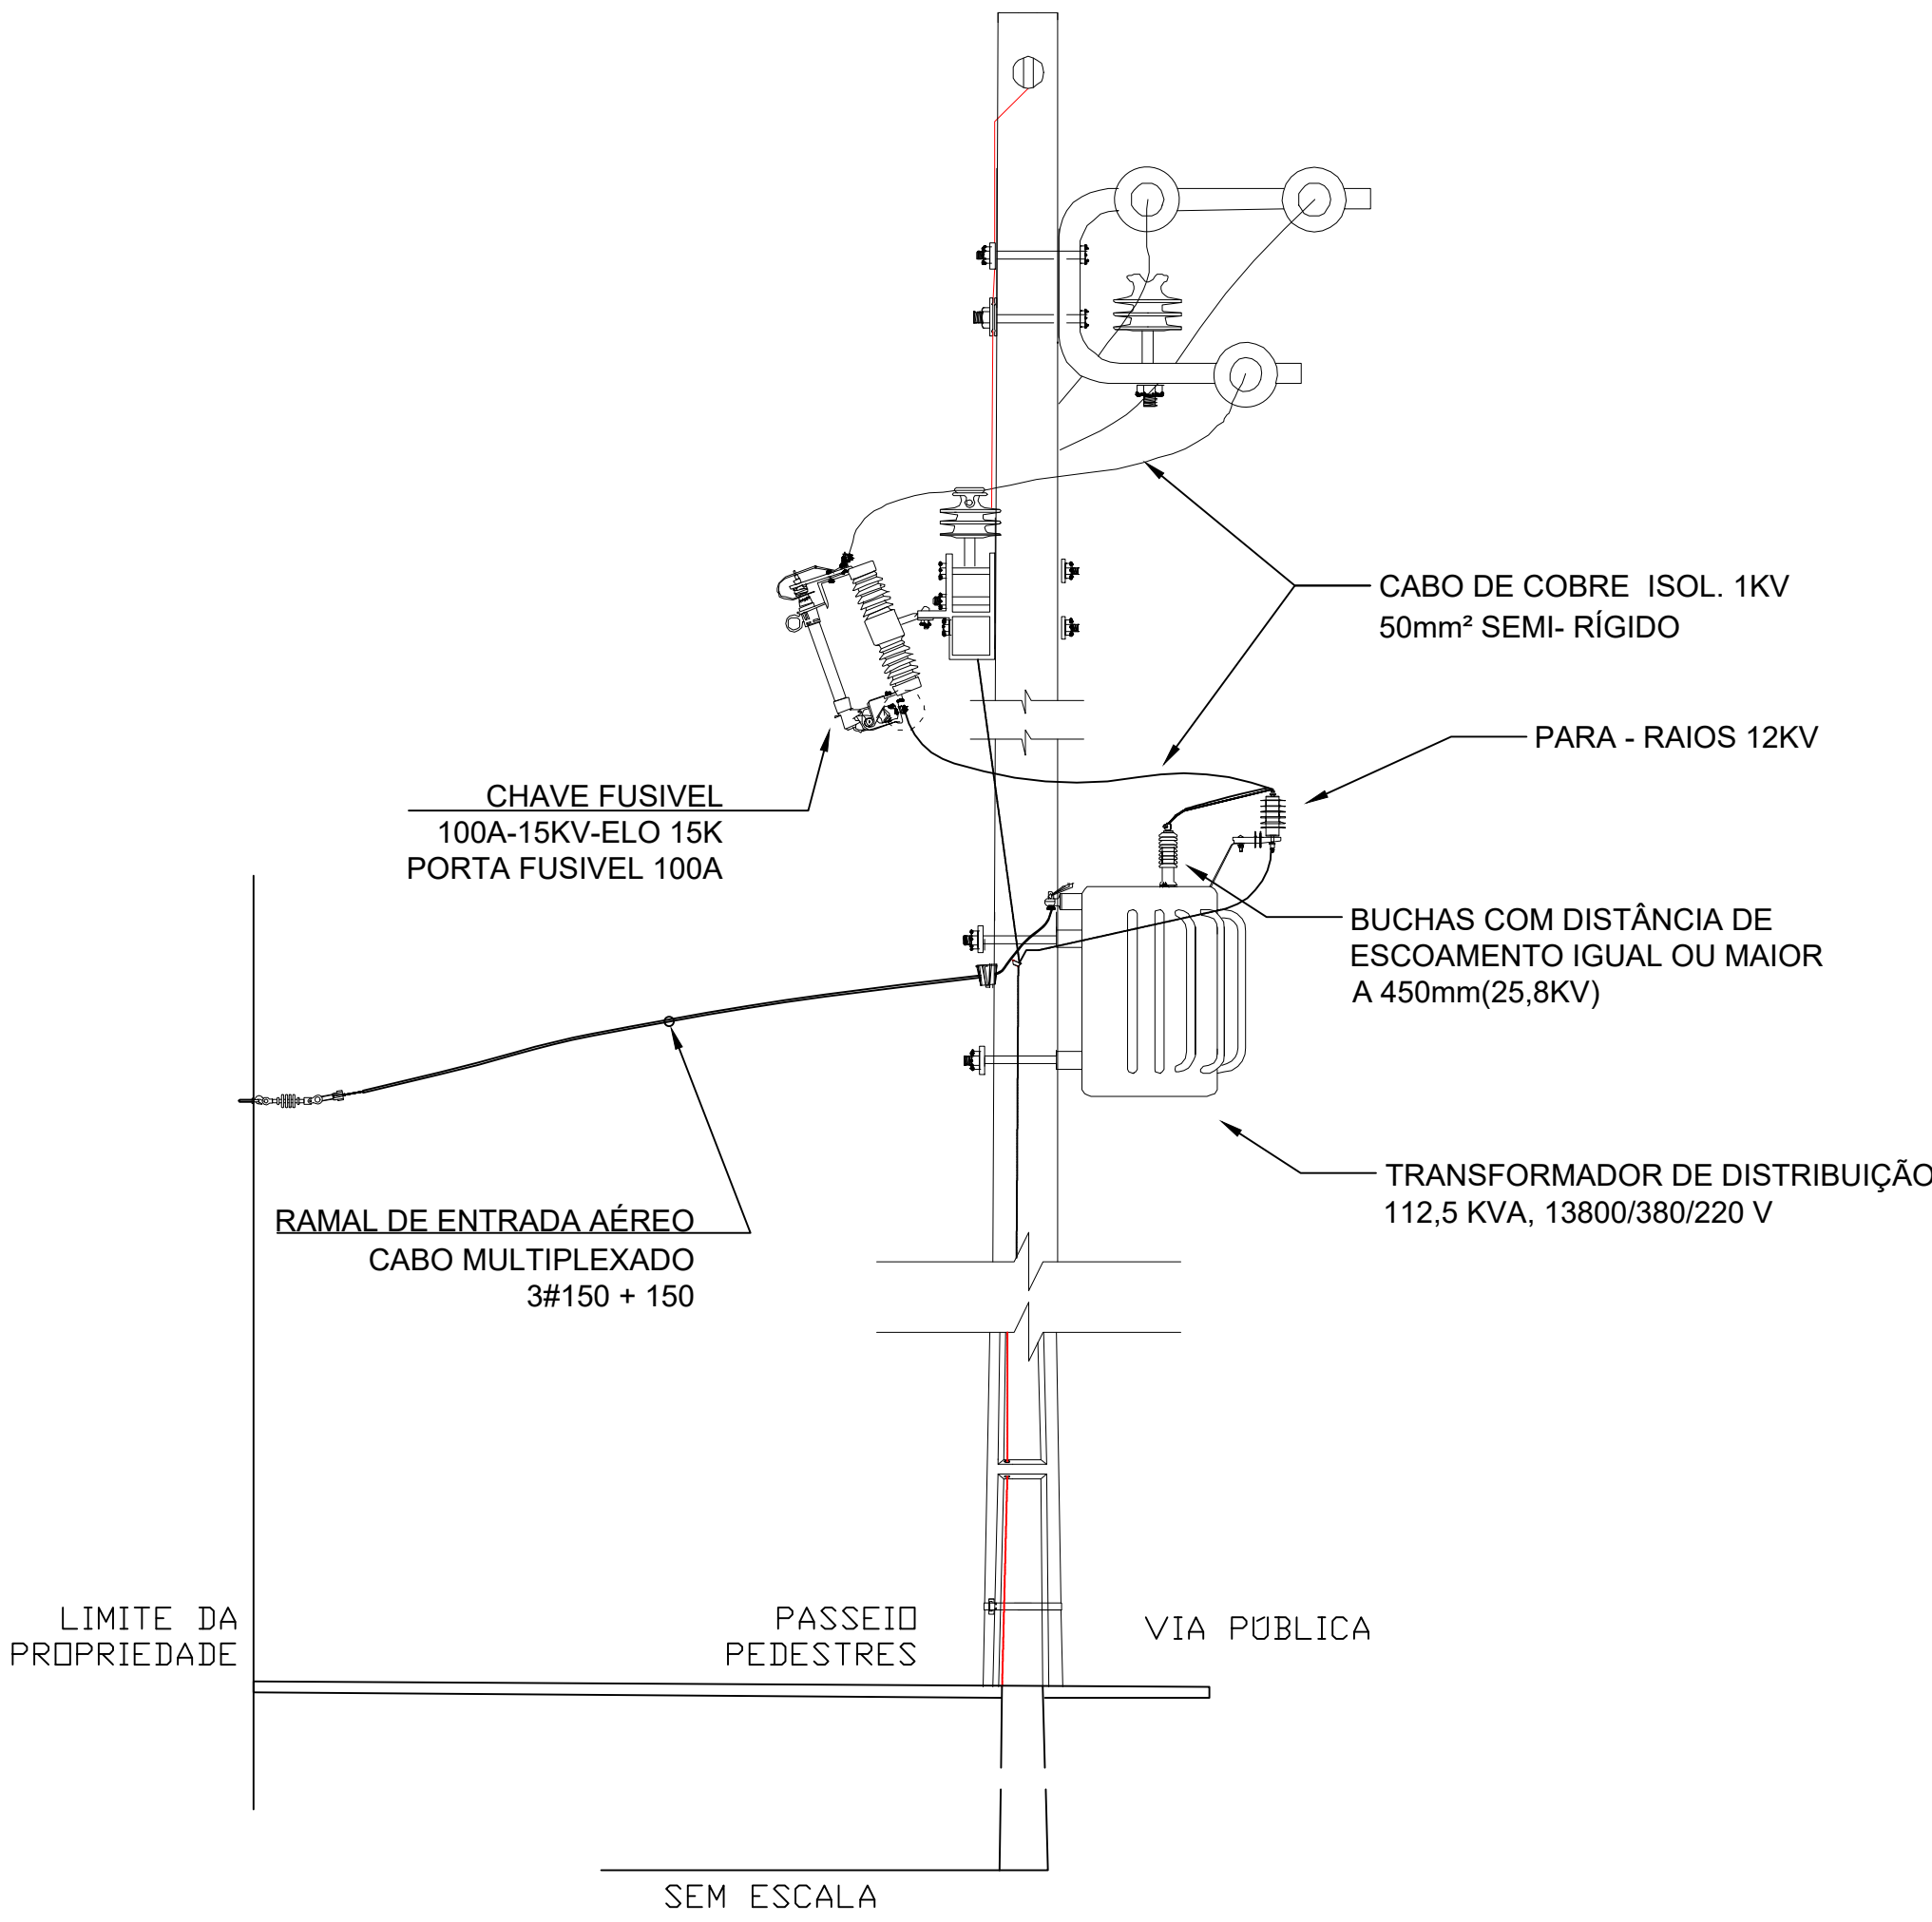 CABO DE COBRE ISOL. 1KV
50mm² SEMI- RÍGIDO
PARA - RAIOS 12KV
CHAVE FUSIVEL
100A-15KV-ELO 15K
PORTA FUSIVEL 100A
BUCHAS COM DISTÂNCIA DE
ESCOAMENTO IGUAL OU MAIOR
A 450mm(25,8KV)
TRANSFORMADOR DE DISTRIBUIÇÃO
112,5 KVA, 13800/380/220 V
RAMAL DE ENTRADA AÉREO
CABO MULTIPLEXADO
3#150 + 150
LIMITE DA
PROPRIEDADE
PASSEIO
PEDESTRES
VIA PÚBLICA
SEM ESCALA